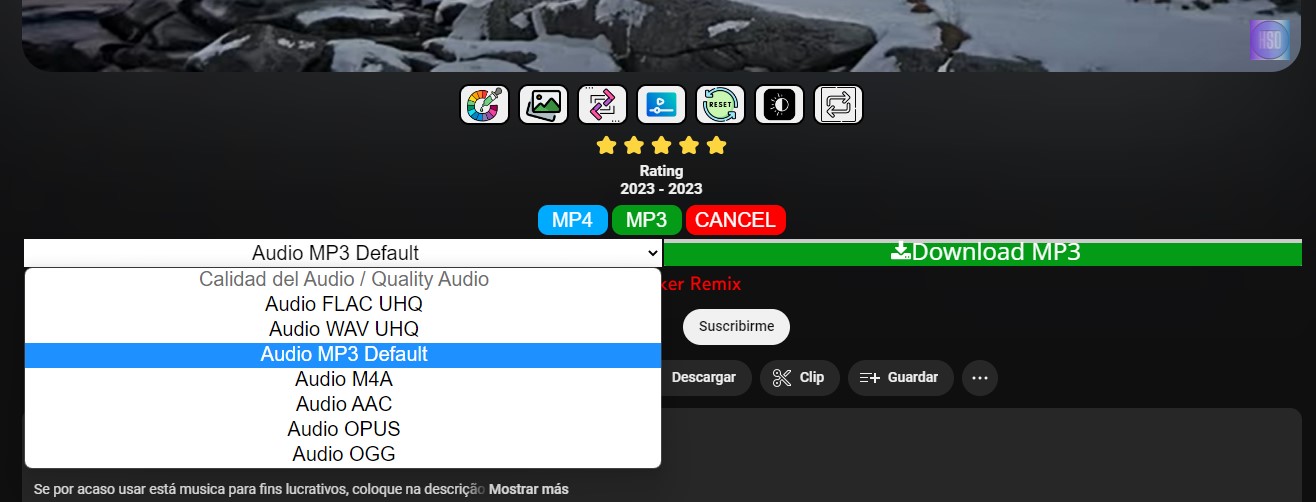 HSO
RESET
Rating
2023 - 2023
MP4 MP3 CANCEL
Audio MP3 Default
Download MP3
Calidad del Audio / Quality Audio
Audio FLAC UHQ
Audio WAV UHQ
Audio MP3 Default
Audio M4A
Audio AAC
Audio OPUS
Audio OGG
ker Remix
Suscribirme
Descargar Clip Guardar
Se por acaso usar está musica para fins lucrativos, coloque na descrição Mostrar más